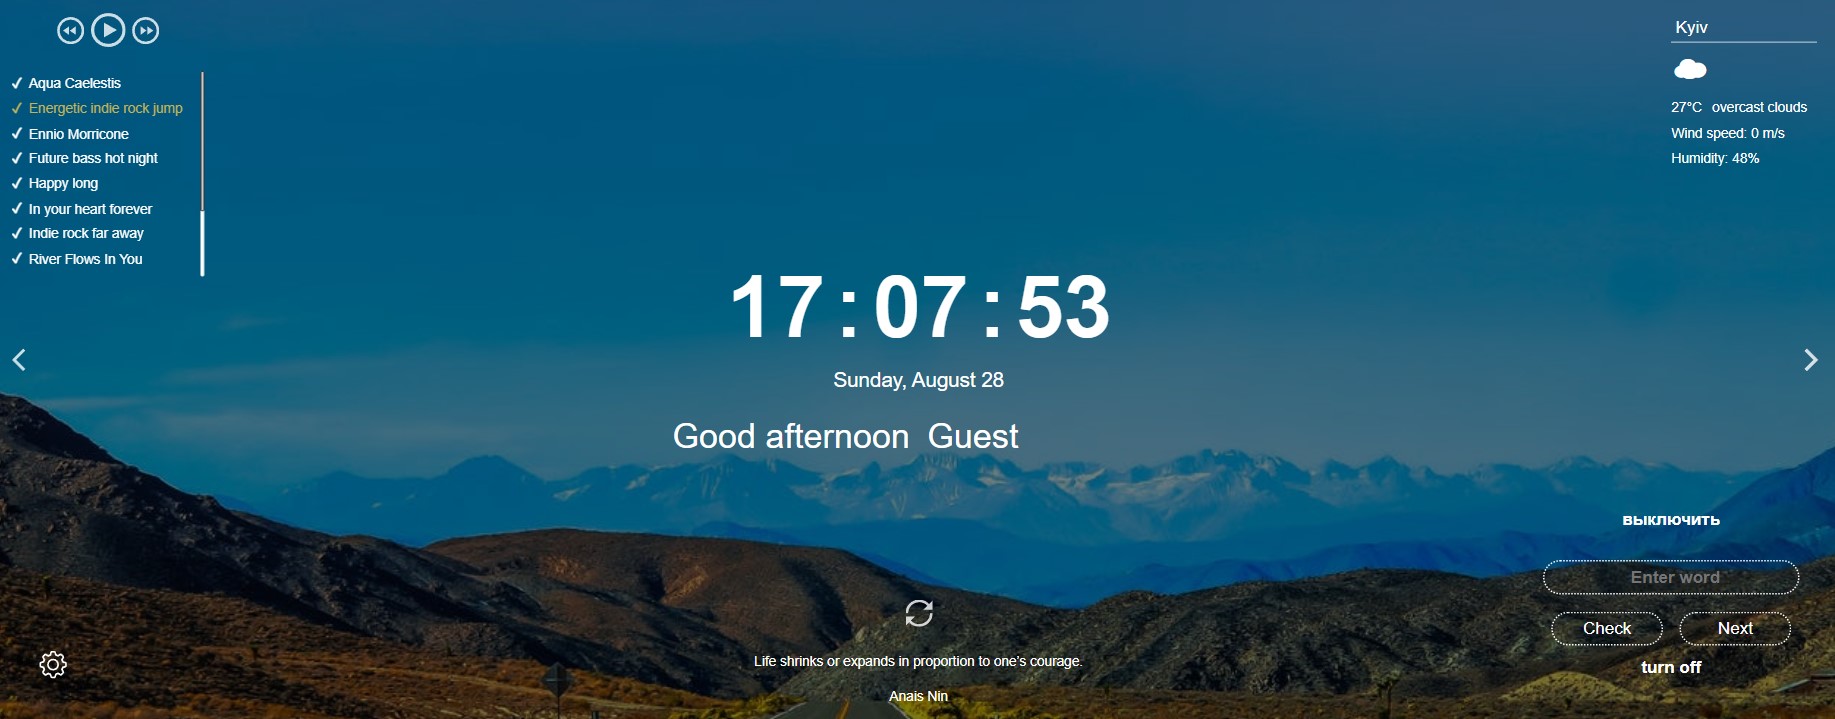 Kyiv
Aqua Caelestis
Energetic indie rock jump
Ennio Morricone
Future bass hot night
Happy long
In your heart forever
Indie rock far away
River Flows In You
27°C overcast clouds
Wind speed: 0 m/s
Humidity: 48%
17:07:53
Sunday, August 28
Good afternoon Guest
выключить
Enter word
Check Next
turn off
Life shrinks or expands in proportion to one's courage.
Anais Nin